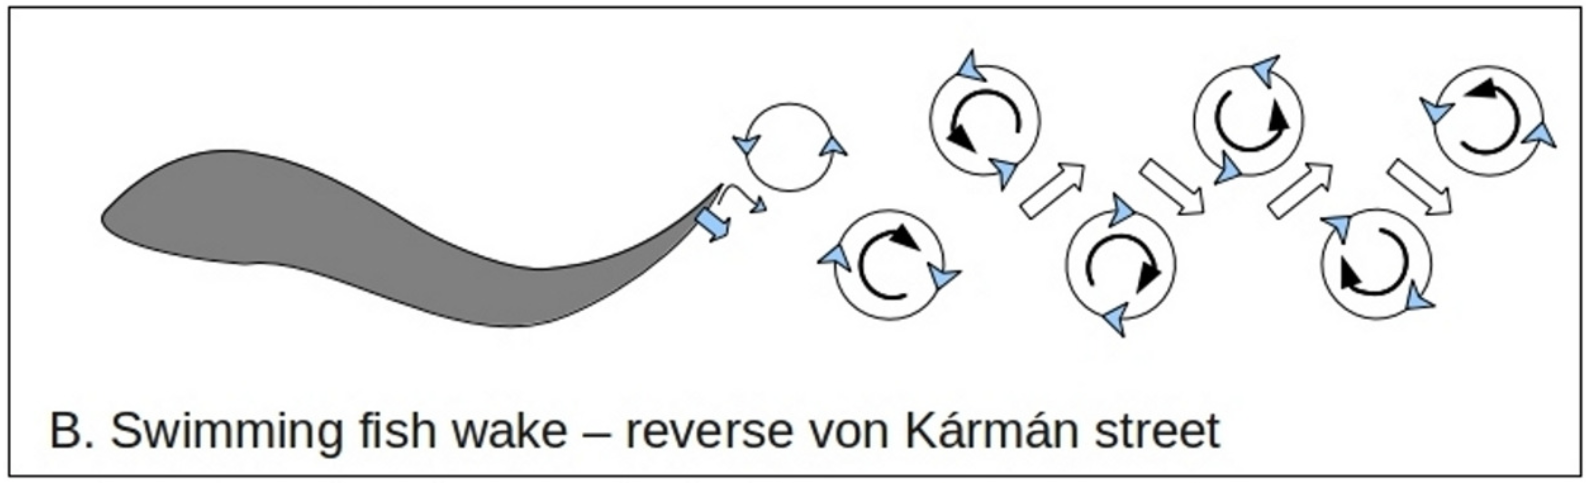 B. Swimming fish wake – reverse von Kármán street